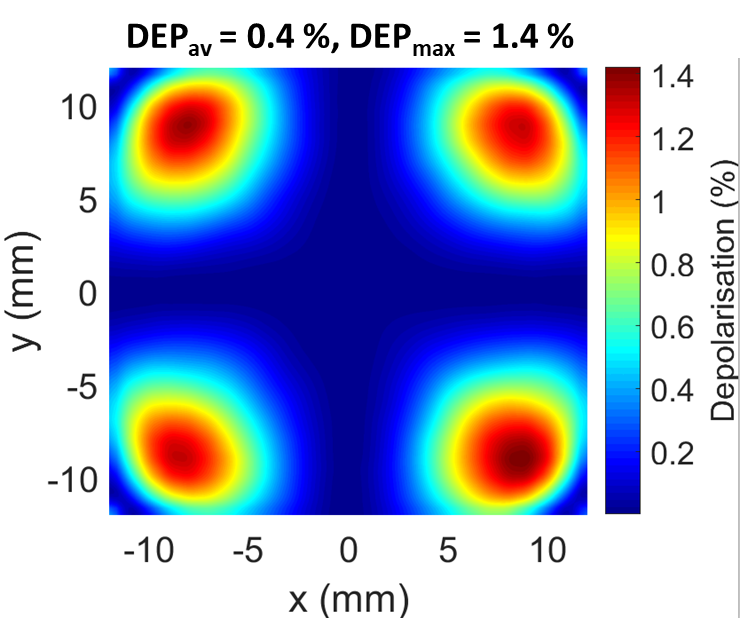 DEPav = 0.4 %, DEPmax = 1.4 %
10
5
0
-5
-10
y (mm)
-10 -5 0 5 10
x (mm)
1.4
1.2
1
0.8
0.6
0.4
0.2
Depolarisation (%)